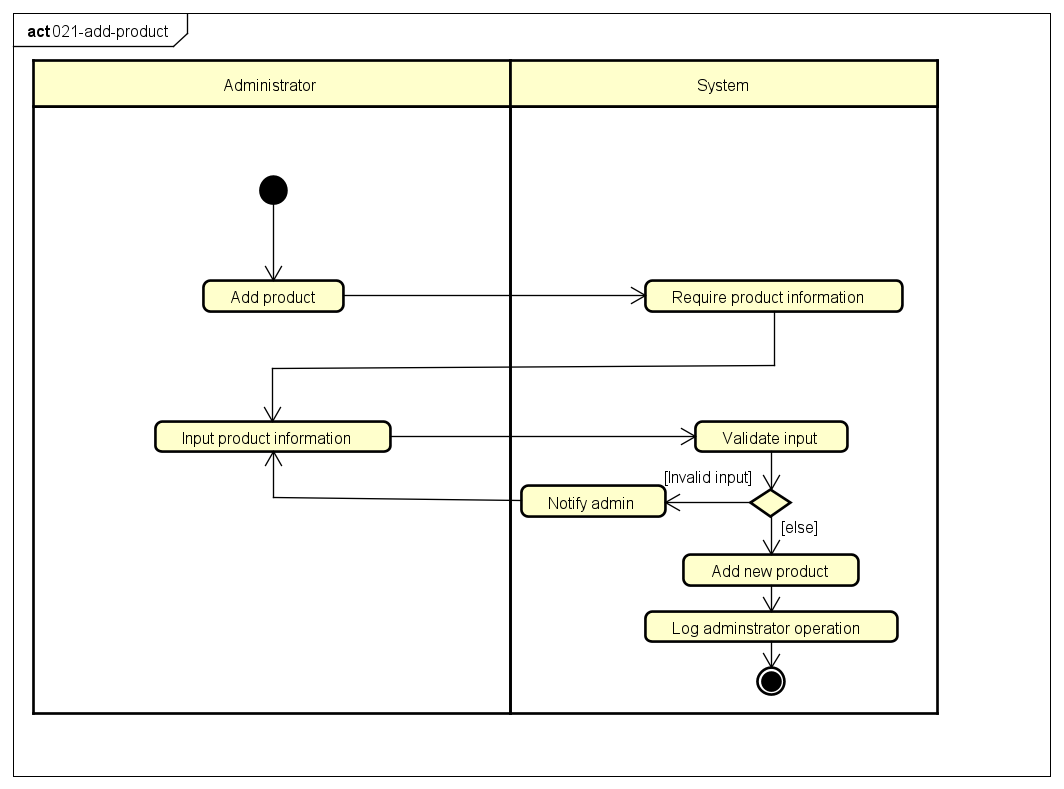 act 021-add-product
Administrator
System
Add product
Require product information
Input product information
Validate input
[Invalid input]
Notify admin
[else]
Add new product
Log adminstrator operation